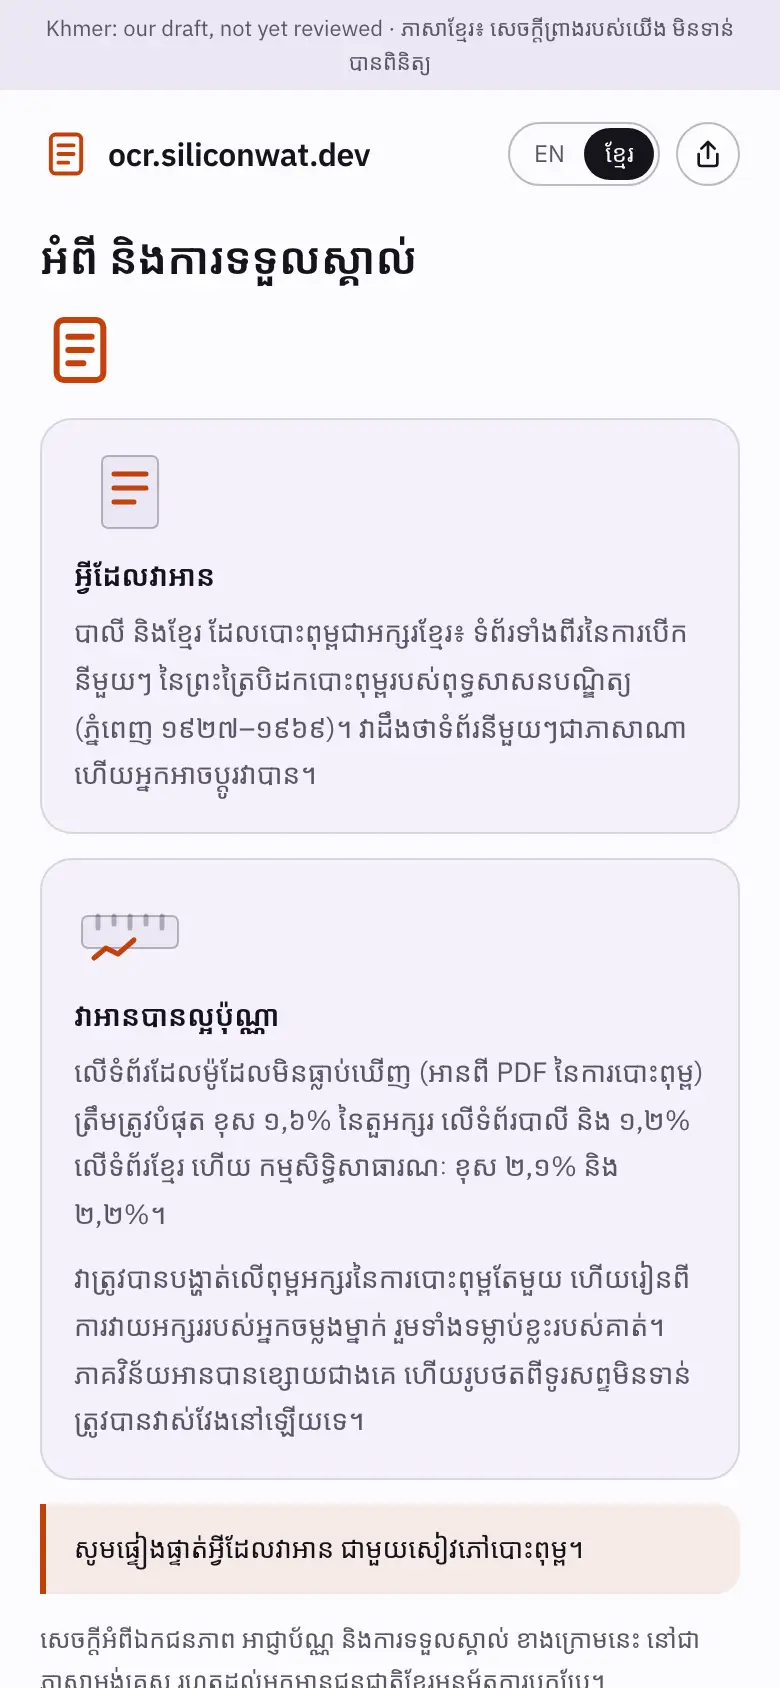 Khmer: our draft, not yet reviewed · ភាសាខ្មែរ៖ សេចក្ដីព្រាងរបស់យើង មិនទាន់
បានពិនិត្យ
ocr.siliconwat.dev
EN
ខ្មែរ
អំពី និងការទទួលស្គាល់
អ្វីដែលវាអាន
បាលី និងខ្មែរ ដែលបោះពុម្ពជាអក្សរខ្មែរ៖ ទំព័រទាំងពីរនៃការបើក
នីមួយៗ នៃព្រះត្រៃបិដកបោះពុម្ពរបស់ពុទ្ធសាសនបណ្ឌិត្យ
(ភ្នំពេញ ១៩២៧–១៩៦៩)។ វាដឹងថាទំព័រនីមួយៗជាភាសាណា
ហើយអ្នកអាចប្ដូរវាបាន។
វាអានបានល្អប៉ុណ្ណា
លើទំព័រដែលម៉ូដែលមិនធ្លាប់ឃើញ (អានពី PDF នៃការបោះពុម្ព)
ត្រឹមត្រូវបំផុត ខុស ១,៦% នៃតួអក្សរ លើទំព័របាលី និង ១,២%
លើទំព័រខ្មែរ ហើយ កម្មសិទ្ធិសាធារណៈ ខុស ២,១% និង
២,២%។
វាត្រូវបានបង្ហាត់លើពុម្ពអក្សរនៃការបោះពុម្ពតែមួយ ហើយរៀនពី
ការវាយអក្សររបស់អ្នកចម្លងម្នាក់ រួមទាំងទម្លាប់ខ្លះរបស់គាត់។
ភាគវិន័យអានបានខ្សោយជាងគេ ហើយរូបថតពីទូរសព្ទមិនទាន់
ត្រូវបានវាស់វែងនៅឡើយទេ។
សូមផ្ទៀងផ្ទាត់អ្វីដែលវាអាន ជាមួយសៀវភៅបោះពុម្ព។
សេចក្ដីអំពីឯកជនភាព អាជ្ញាប័ណ្ណ និងការទទួលស្គាល់ ខាងក្រោមនេះ នៅជា